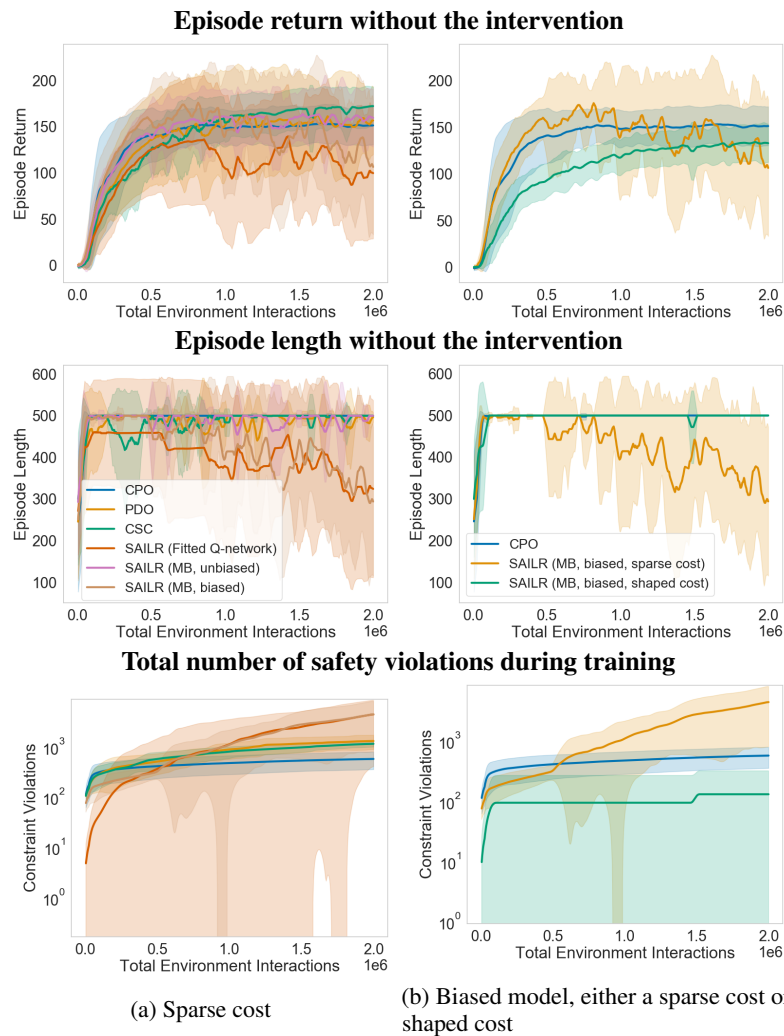 Episode return without the intervention
200
150
100
50
0
Episode Return
0.0 0.5 1.0 1.5 2.0
Total Environment Interactions 1e6
200
150
100
50
0
Episode Return
0.0 0.5 1.0 1.5 2.0
Total Environment Interactions 1e6
Episode length without the intervention
600
500
400
300
200
100
Episode Length
CPO
PDO
CSC
SAILR (Fitted Q-network)
SAILR (MB, unbiased)
SAILR (MB, biased)
0.0 0.5 1.0 1.5 2.0
Total Environment Interactions 1e6
600
500
400
300
200
100
Episode Length
CPO
SAILR (MB, biased, sparse cost)
SAILR (MB, biased, shaped cost)
0.0 0.5 1.0 1.5 2.0
Total Environment Interactions 1e6
Total number of safety violations during training
10³
10²
10¹
10⁰
Constraint Violations
0.0 0.5 1.0 1.5 2.0
Total Environment Interactions 1e6
10³
10²
10¹
10⁰
Constraint Violations
0.0 0.5 1.0 1.5 2.0
Total Environment Interactions 1e6
(a) Sparse cost
(b) Biased model, either a sparse cost o
shaped cost